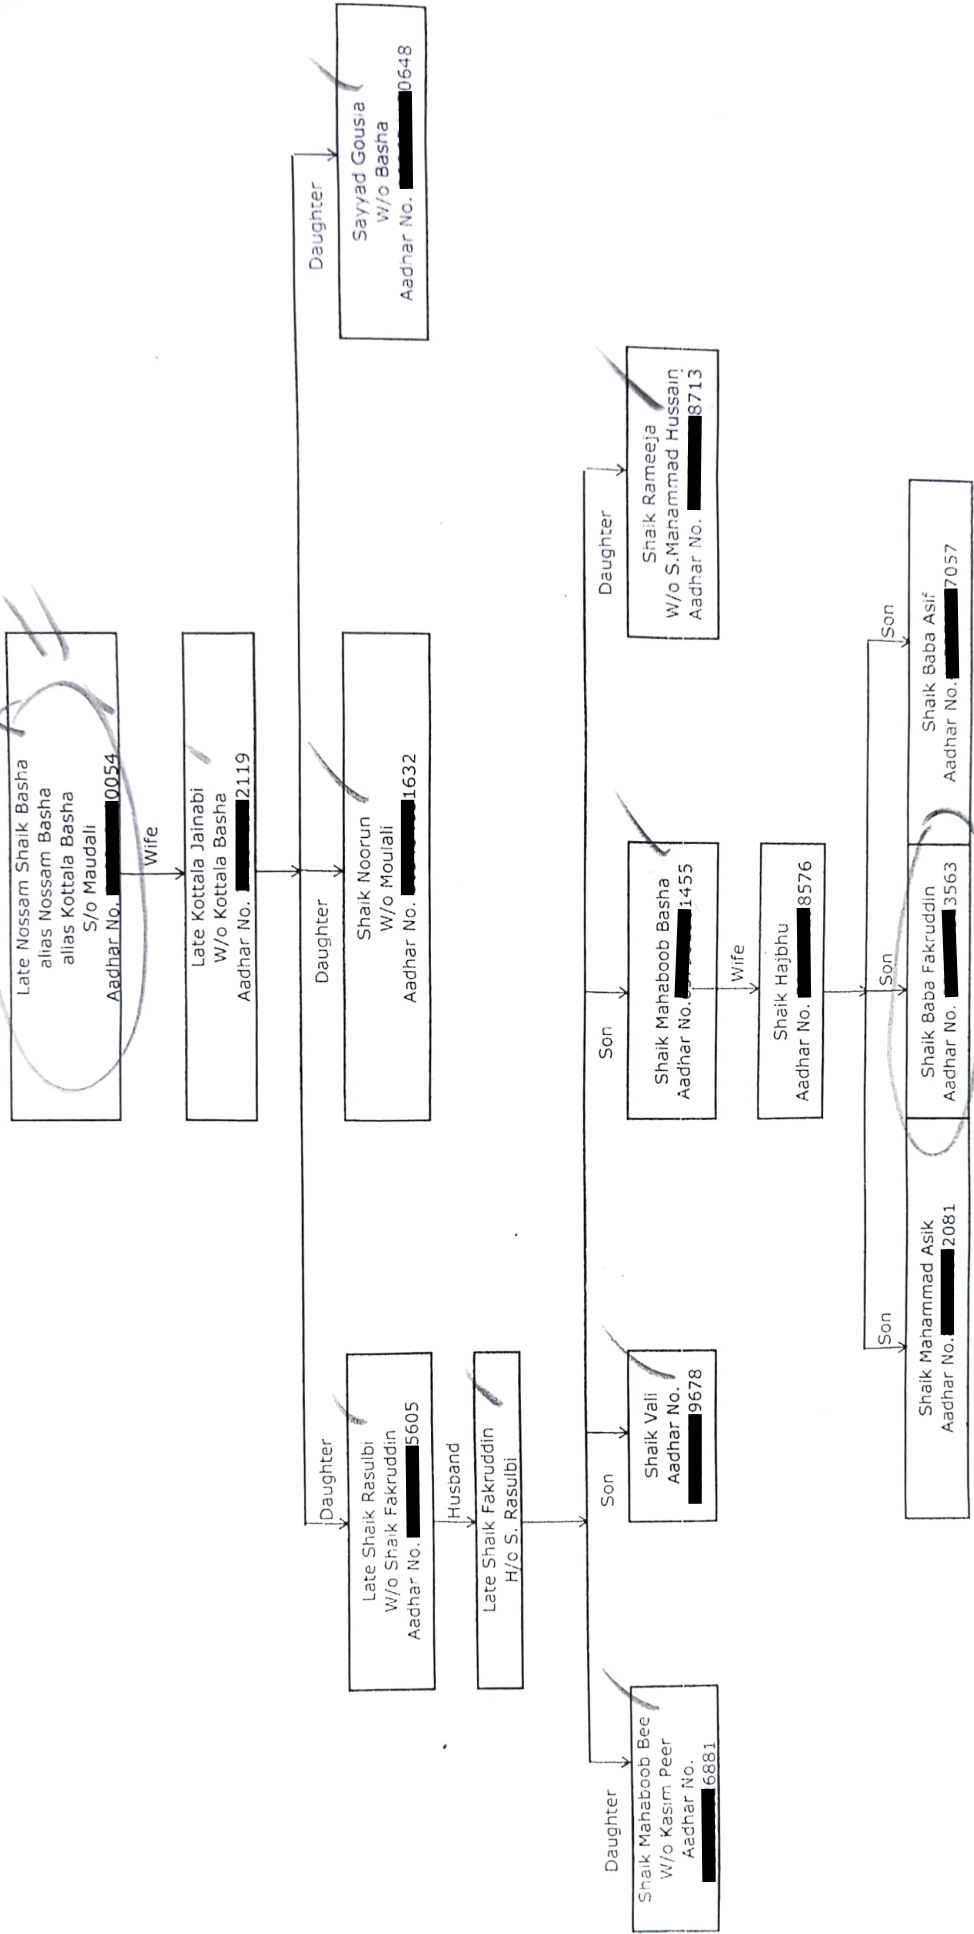 Late Nossam Shaik Basha
alias Nossam Basha
alias Kottala Basha
S/o Maudali
Aadhar No. 0054
Wife
Late Kottala Jainabi
W/o Kottala Basha
Aadhar No. 2119
Daughter
Late Shaik Rasulbi
W/o Shaik Fakruddin
Aadhar No. 5605
Daughter
Shaik Noorun
W/o Moulali
Aadhar No. 1632
Daughter
Sayyad Gousia
W/o Basha
Aadhar No. 0648
Husband
Late Shaik Fakruddin
H/o S. Rasulbi
Daughter
Shaik Mahaboob Bee
W/o Kasim Peer
Aadhar No.
6881
Son
Shaik Vali
Aadhar No.
9678
Son
Shaik Mahaboob Basha
Aadhar No. 1455
Daughter
Shaik Rameeja
W/o S.Mahammad Hussain
Aadhar No. 8713
Wife
Shaik Hajbhu
Aadhar No. 8576
Son
Shaik Mahammad Asik
Aadhar No. 2081
Son
Shaik Baba Fakruddin
Aadhar No. 3563
Son
Shaik Baba Asif
Aadhar No. 7057